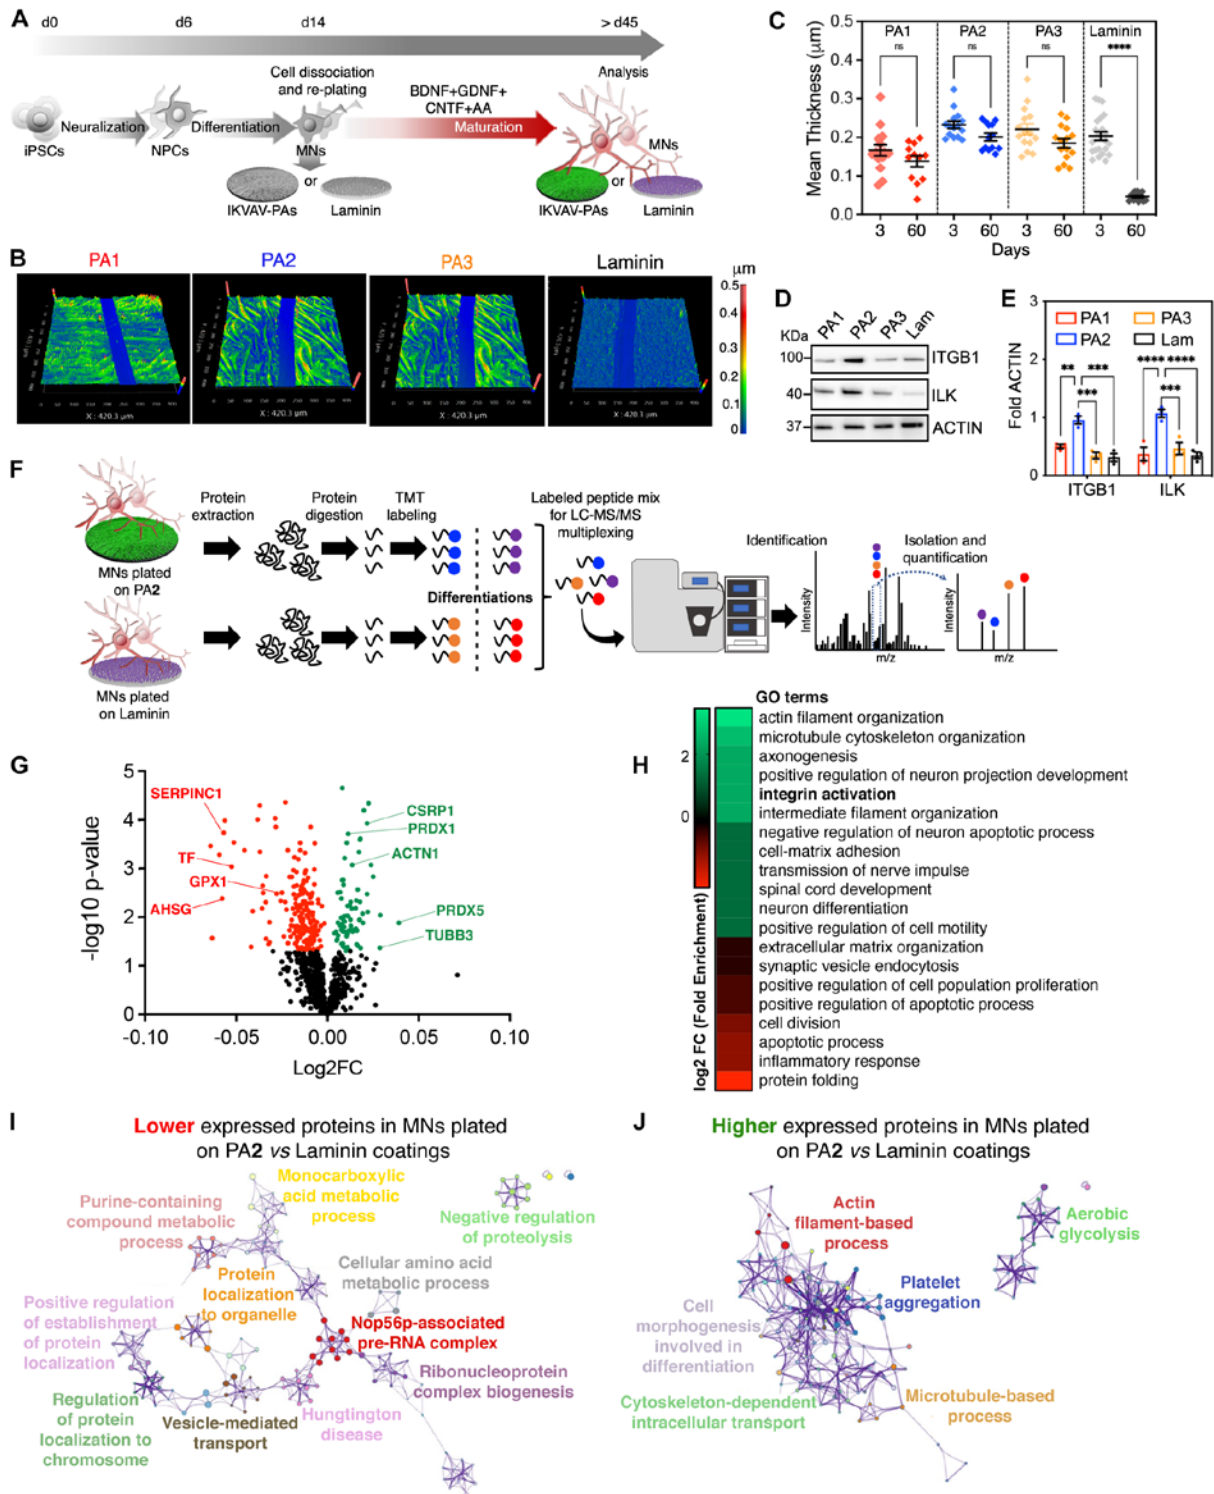 A
d0
d6
d14
> d45
Cell dissociation
and re-plating
Analysis
BDNF+GDNF+
CNTF+AA
Neuralization
Differentiation
Maturation
iPSCs
NPCs
MNs
MNs
or
or
IKVAV-PAs
Laminin
IKVAV-PAs
Laminin
B
PA1
PA2
PA3
Laminin
X : 420.3 µm
X : 420.3 µm
X : 420.3 µm
X : 420.3 µm
µm
0.5
0.4
0.3
0.2
0.1
0
C
Mean Thickness (µm)
0.5
0.4
0.3
0.2
0.1
0.0
PA1
PA2
PA3
Laminin
ns
ns
ns
****
3
60
3
60
3
60
3
60
Days
D
KDa
PA1
PA2
PA3
Lam
100
ITGB1
40
ILK
37
ACTIN
E
Fold ACTIN
3
2
1
0
PA1
PA3
PA2
Lam
**
***
***
****
****
***
ITGB1
ILK
F
Protein
extraction
Protein
digestion
TMT
labeling
Labeled peptide mix
for LC-MS/MS
multiplexing
Identification
Isolation and
quantification
MNs plated
on PA2
Differentiations
MNs plated
on Laminin
Intensity
m/z
Intensity
m/z
G
-log10 p-value
5
4
3
2
1
0
SERPINC1
TF
GPX1
AHSG
CSRP1
PRDX1
ACTN1
PRDX5
TUBB3
-0.10
-0.05
0.00
0.05
0.10
Log2FC
H
GO terms
2
0
log2 FC (Fold Enrichment)
actin filament organization
microtubule cytoskeleton organization
axonogenesis
positive regulation of neuron projection development
integrin activation
intermediate filament organization
negative regulation of neuron apoptotic process
cell-matrix adhesion
transmission of nerve impulse
spinal cord development
neuron differentiation
positive regulation of cell motility
extracellular matrix organization
synaptic vesicle endocytosis
positive regulation of cell population proliferation
positive regulation of apoptotic process
cell division
apoptotic process
inflammatory response
protein folding
I
Lower expressed proteins in MNs plated
on PA2 vs Laminin coatings
Monocarboxylic
acid metabolic
process
Purine-containing
compound metabolic
process
Negative regulation
of proteolysis
Protein
localization
to organelle
Cellular amino acid
metabolic process
Positive regulation
of establishment
of protein
localization
Nop56p-associated
pre-RNA complex
Ribonucleoprotein
complex biogenesis
Regulation
of protein
localization to
chromosome
Vesicle-mediated
transport
Hungtington
disease
J
Higher expressed proteins in MNs plated
on PA2 vs Laminin coatings
Actin
filament-based
process
Aerobic
glycolysis
Platelet
aggregation
Cell
morphogenesis
involved in
differentiation
Cytoskeleton-dependent
intracellular transport
Microtubule-based
process